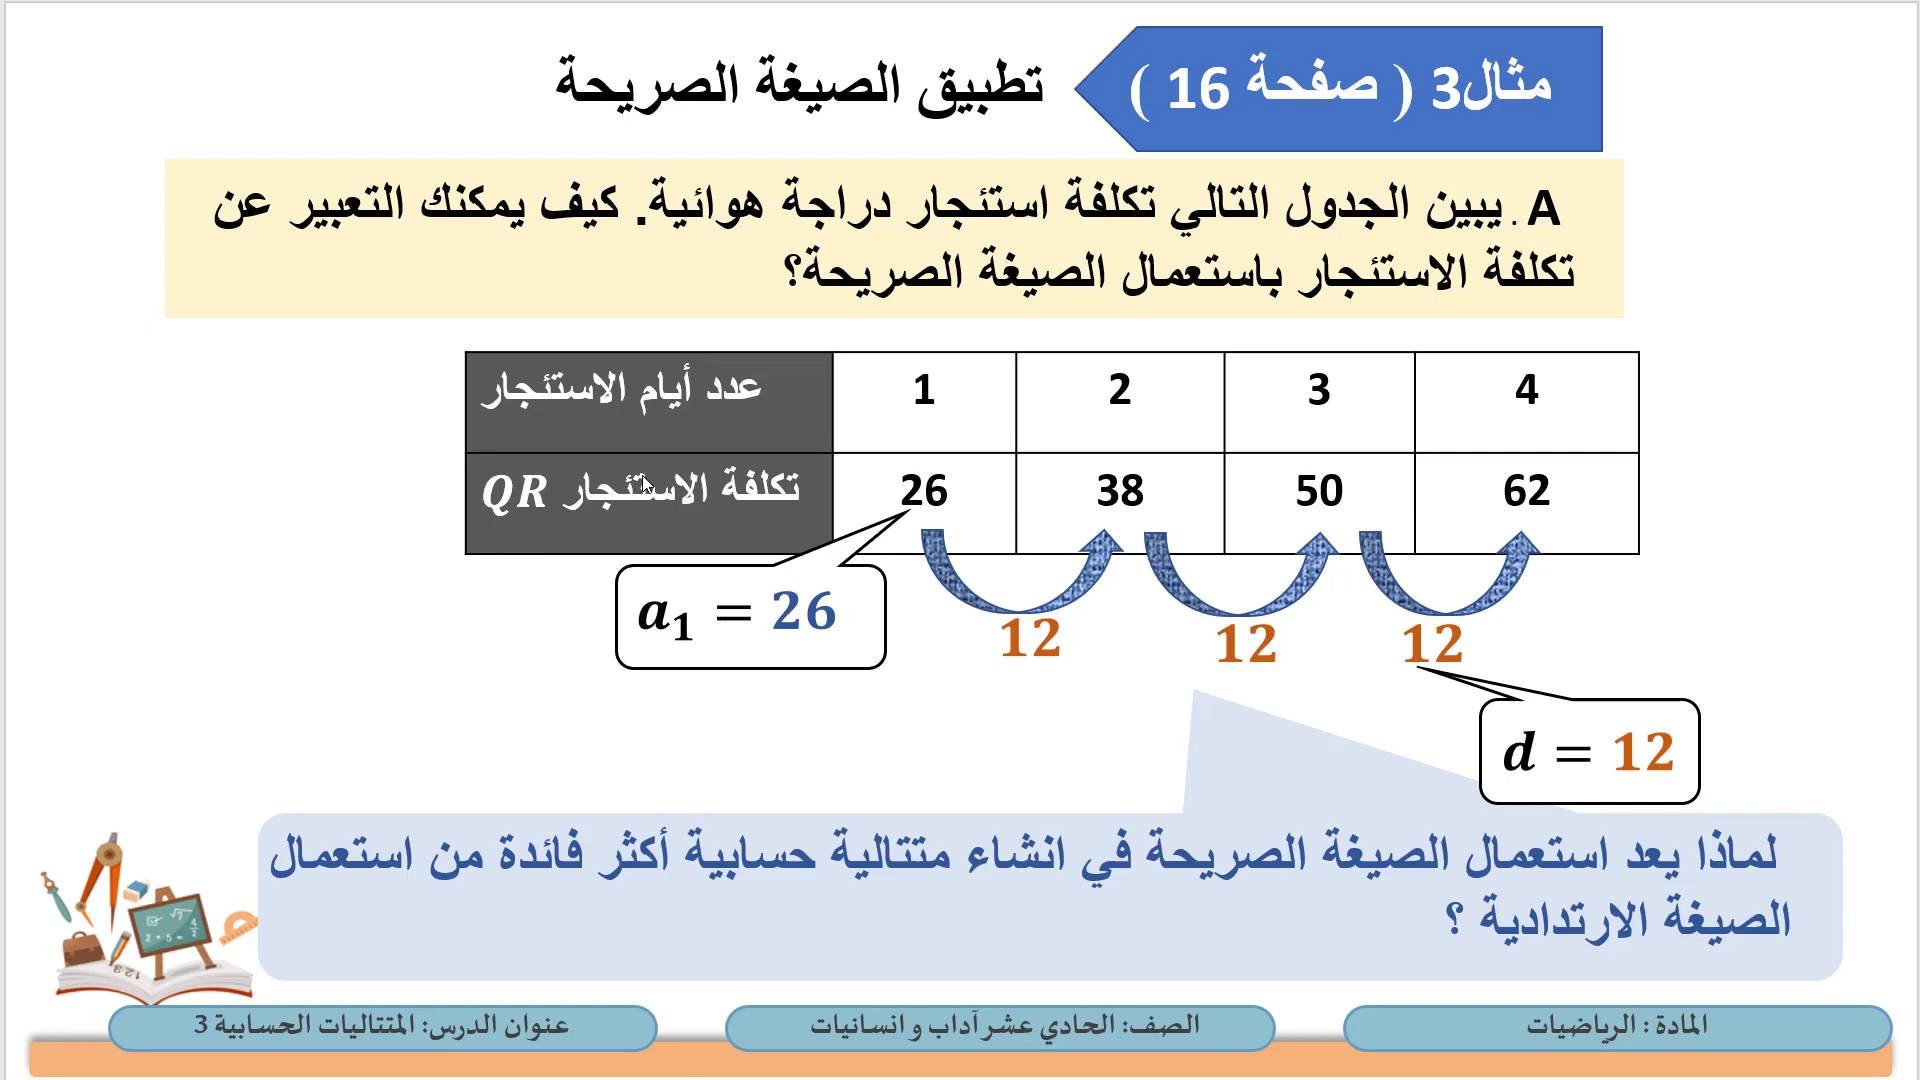 مثال3 ( صفحة 16 )
تطبيق الصيغة الصريحة
A . يبين الجدول التالي تكلفة استئجار دراجة هوائية. كيف يمكنك التعبير عن
تكلفة الاستئجار باستعمال الصيغة الصريحة؟
عدد أيام الاستئجار 1 2 3 4
تكلفة الاستئجار QR 26 38 50 62
a₁ = 26
12 12 12
d = 12
لماذا يعد استعمال الصيغة الصريحة في انشاء متتالية حسابية أكثر فائدة من استعمال
الصيغة الارتدادية ؟
المادة : الرياضيات
الصف: الحادي عشر آداب و انسانيات
عنوان الدرس: المتتاليات الحسابية 3